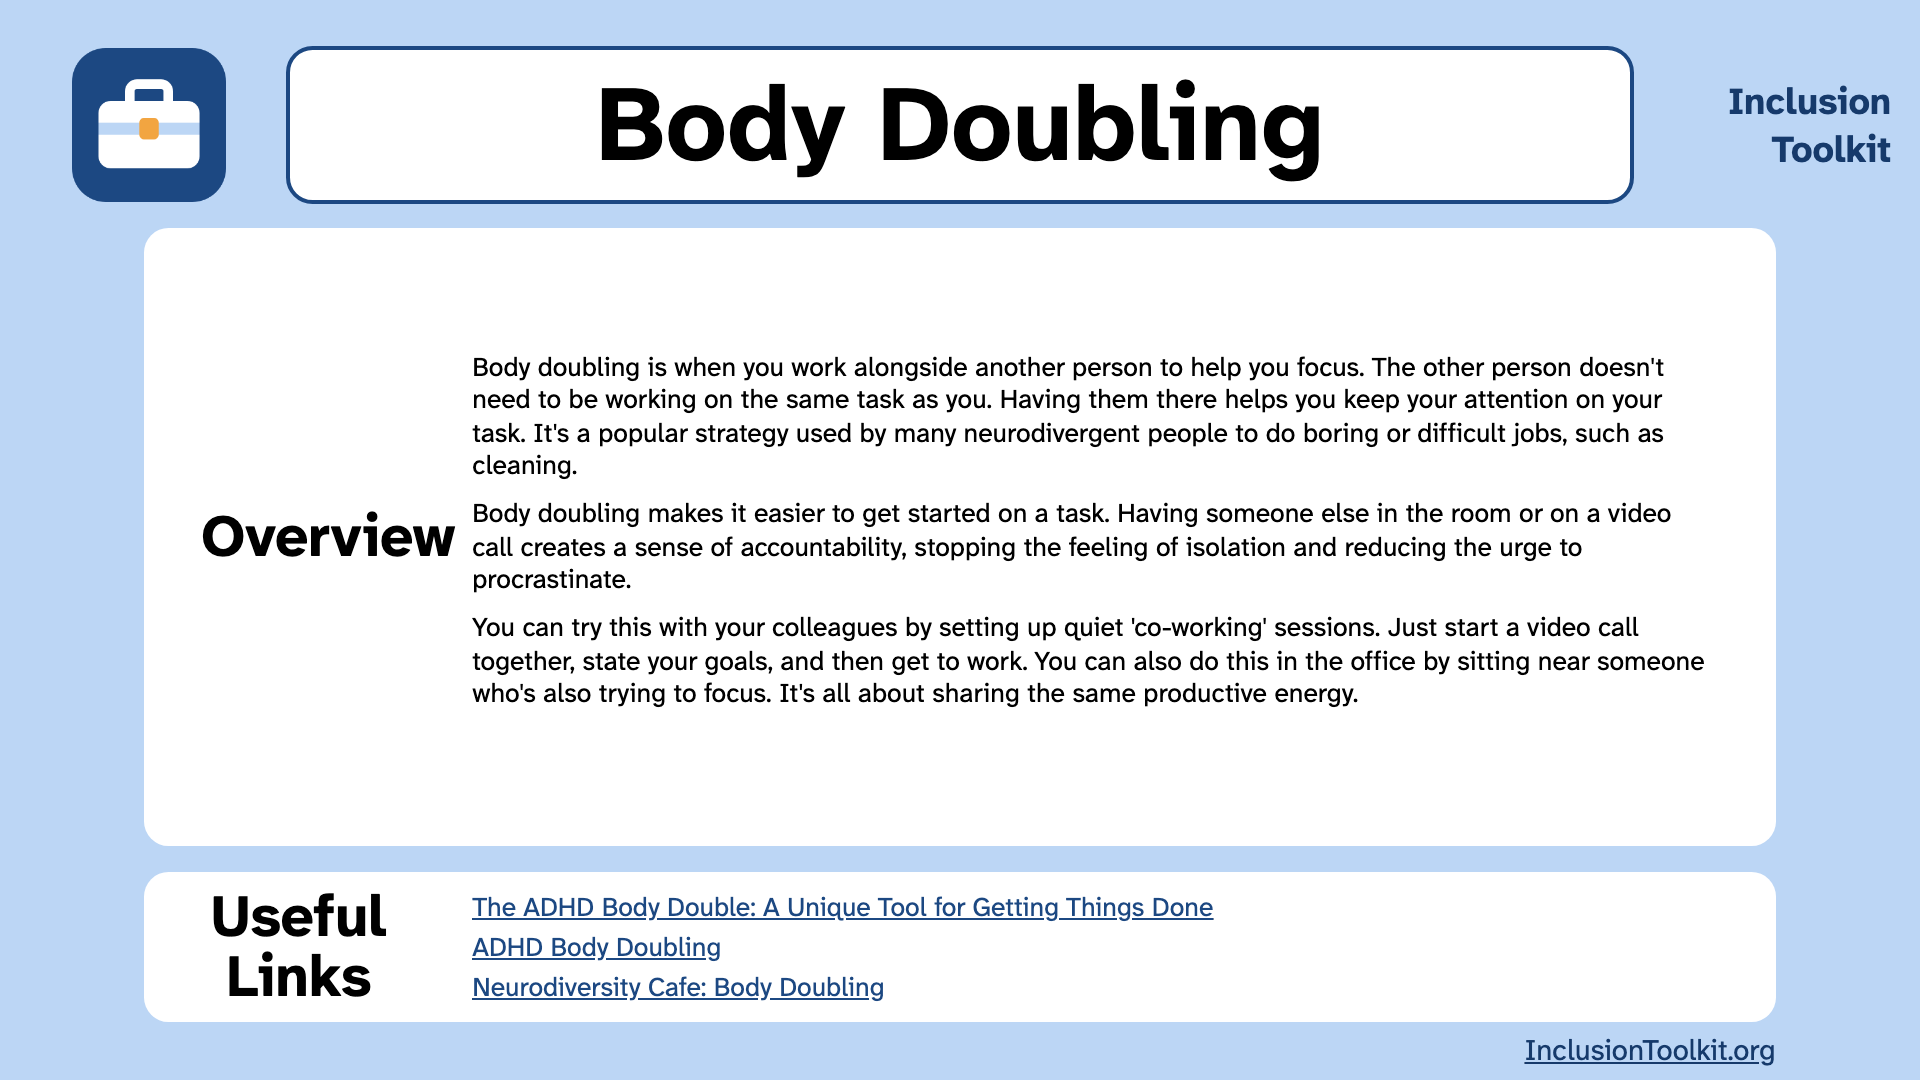 Body Doubling
Inclusion
Toolkit
Overview
Body doubling is when you work alongside another person to help you focus. The other person doesn't
need to be working on the same task as you. Having them there helps you keep your attention on your
task. It's a popular strategy used by many neurodivergent people to do boring or difficult jobs, such as
cleaning.
Body doubling makes it easier to get started on a task. Having someone else in the room or on a video
call creates a sense of accountability, stopping the feeling of isolation and reducing the urge to
procrastinate.
You can try this with your colleagues by setting up quiet 'co-working' sessions. Just start a video call
together, state your goals, and then get to work. You can also do this in the office by sitting near someone
who's also trying to focus. It's all about sharing the same productive energy.
Useful
Links
The ADHD Body Double: A Unique Tool for Getting Things Done
ADHD Body Doubling
Neurodiversity Cafe: Body Doubling
InclusionToolkit.org